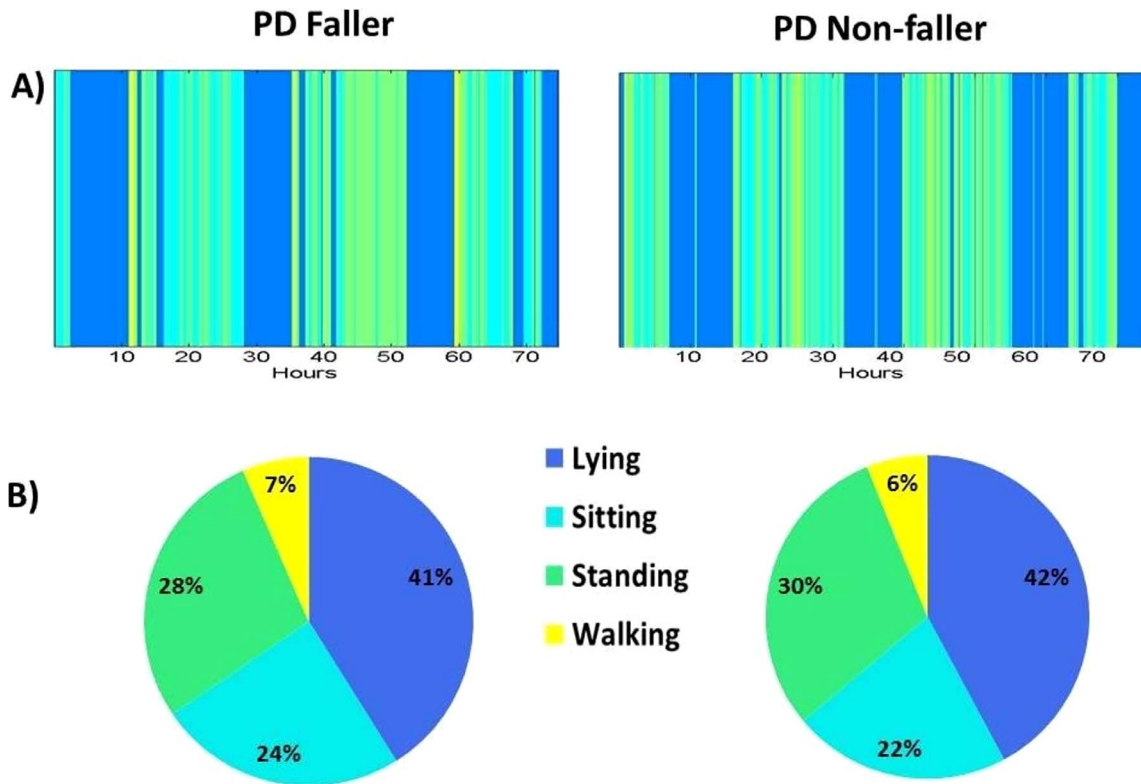 PD Faller
PD Non-faller
A)
10 20 30 40 50 60 70
Hours
10 20 30 40 50 60 70
Hours
B)
7%
41%
28%
24%
Lying
Sitting
Standing
Walking
6%
42%
30%
22%